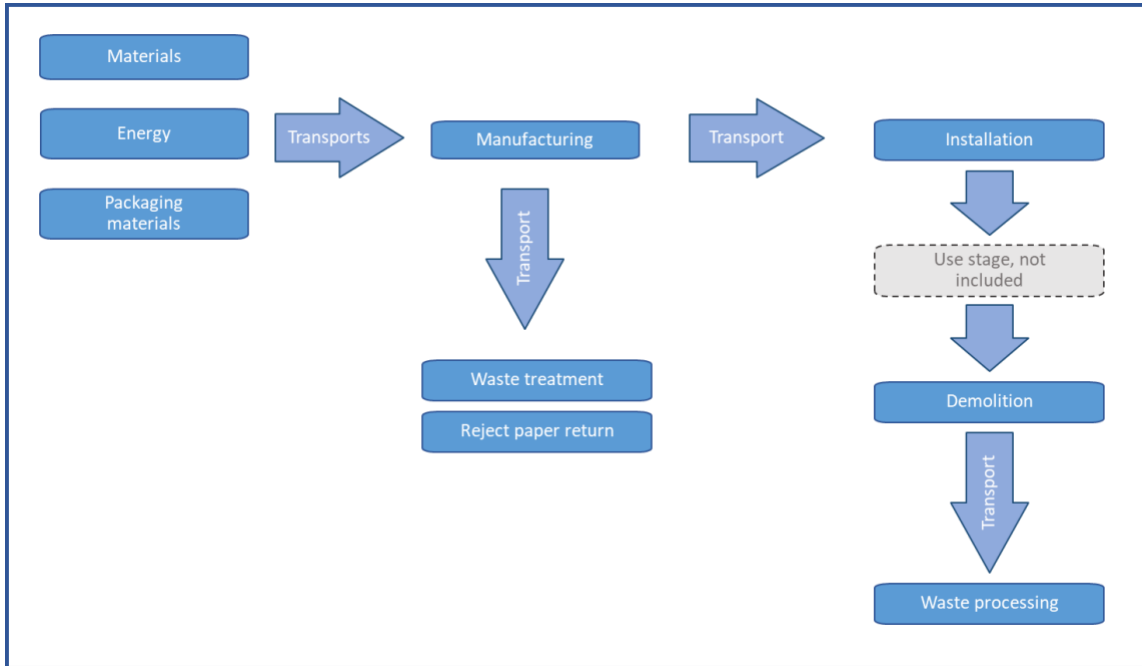 Materials
Energy
Packaging
materials
Transports
Manufacturing
Transport
Waste treatment
Reject paper return
Transport
Installation
Use stage, not
included
Demolition
Transport
Waste processing